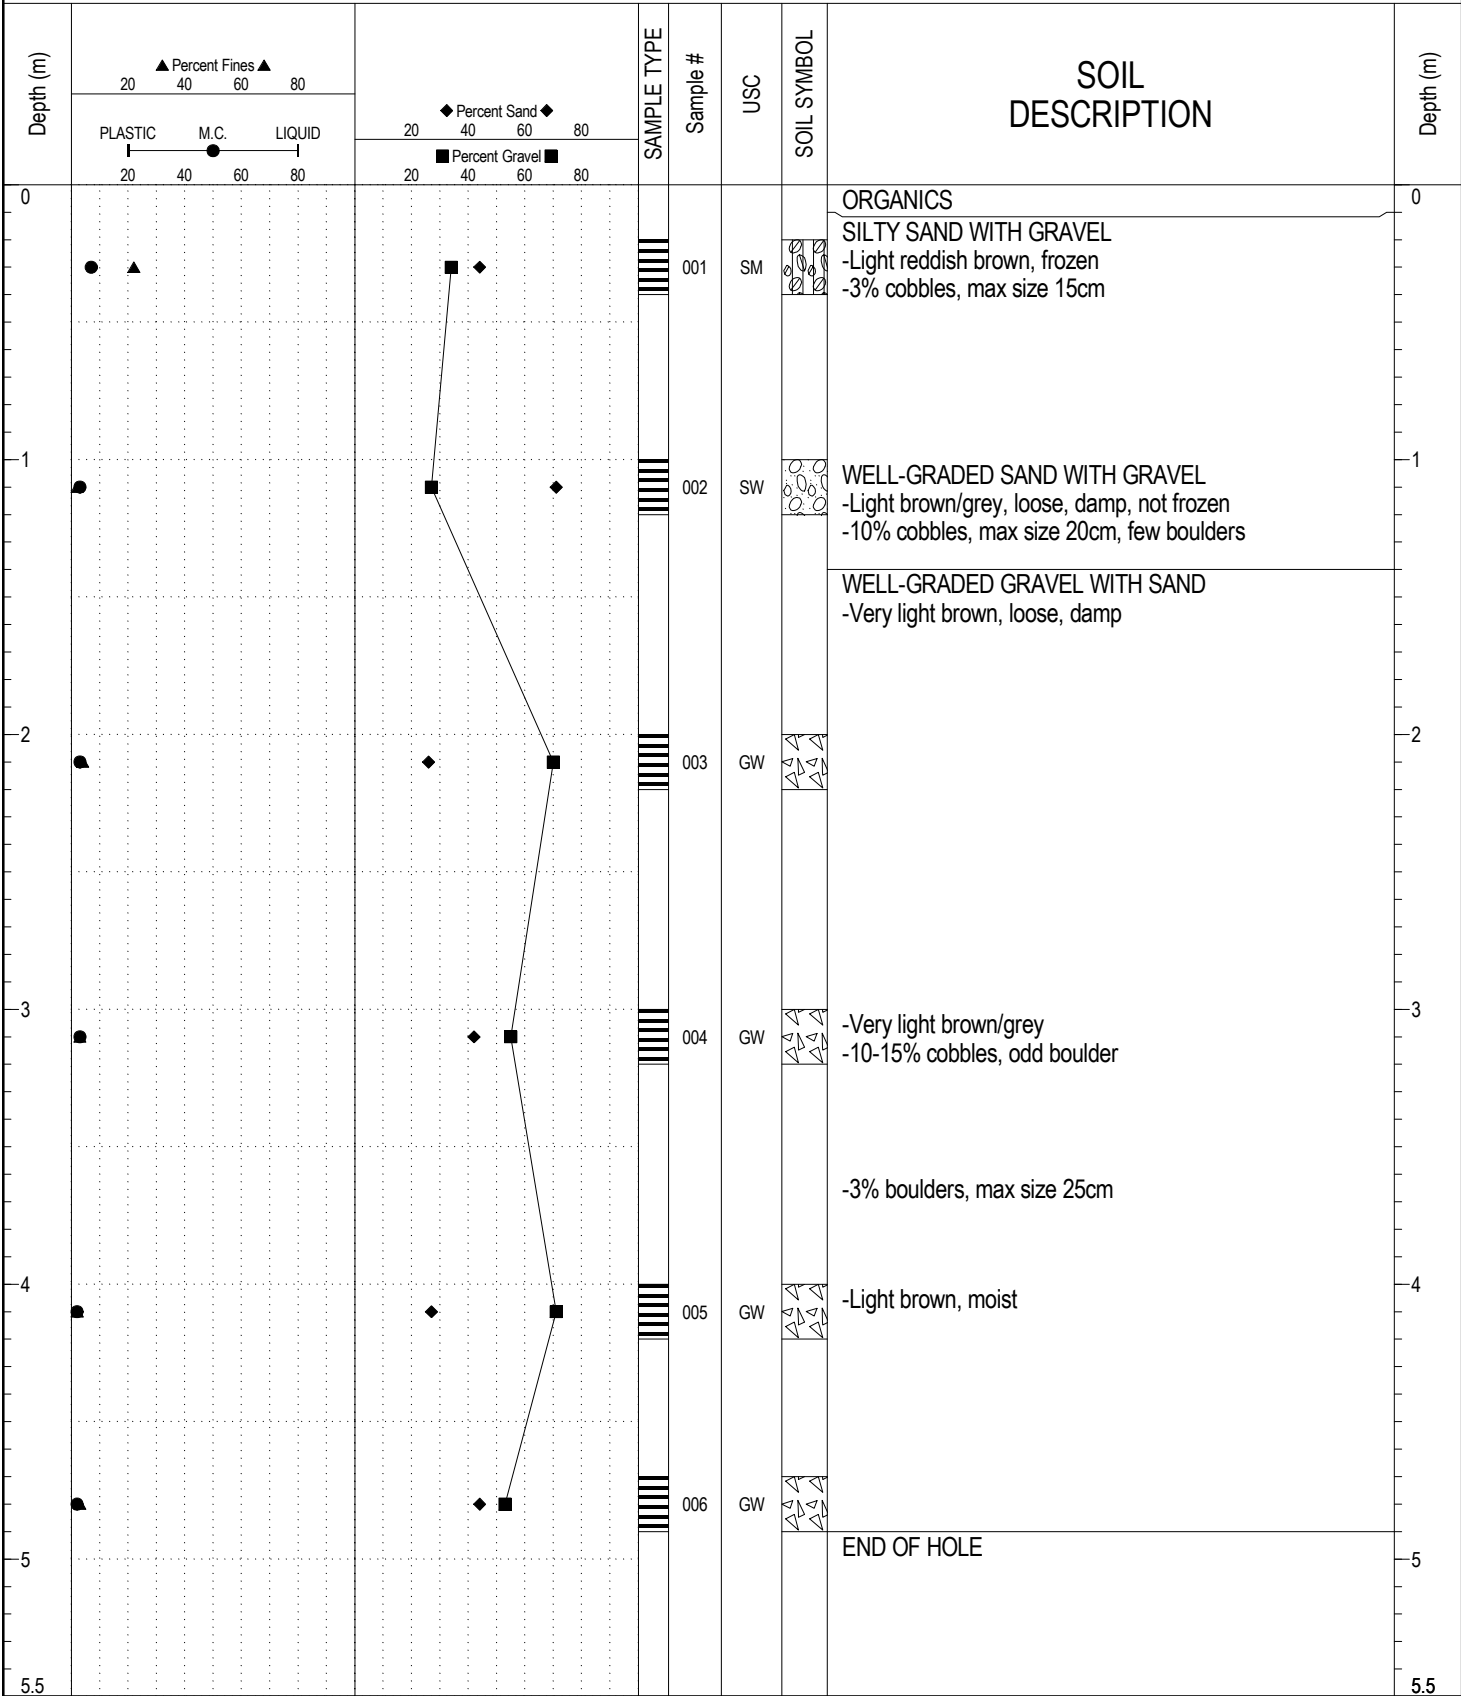 Depth (m)
▲ Percent Fines ▲
20 40 60 80
PLASTIC M.C. LIQUID
20 40 60 80
◆ Percent Sand ◆
20 40 60 80
■ Percent Gravel ■
20 40 60 80
SAMPLE TYPE
Sample #
USC
SOIL SYMBOL
SOIL
DESCRIPTION
Depth (m)
0 0
ORGANICS
SILTY SAND WITH GRAVEL
001 SM -Light reddish brown, frozen
-3% cobbles, max size 15cm
1 1
WELL-GRADED SAND WITH GRAVEL
002 SW -Light brown/grey, loose, damp, not frozen
-10% cobbles, max size 20cm, few boulders
WELL-GRADED GRAVEL WITH SAND
-Very light brown, loose, damp
2 2
003 GW
3 3
-Very light brown/grey
004 GW
-10-15% cobbles, odd boulder
-3% boulders, max size 25cm
4 4
-Light brown, moist
005 GW
006 GW
END OF HOLE
5 5
5.5 5.5